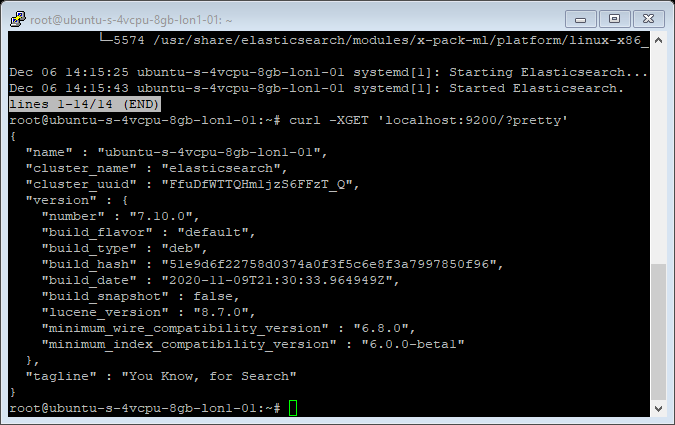 root@ubuntu-s-4vcpu-8gb-lon1-01: ~
└─5574 /usr/share/elasticsearch/modules/x-pack-ml/platform/linux-x86_
Dec 06 14:15:25 ubuntu-s-4vcpu-8gb-lon1-01 systemd[1]: Starting Elasticsearch...
Dec 06 14:15:43 ubuntu-s-4vcpu-8gb-lon1-01 systemd[1]: Started Elasticsearch.
lines 1-14/14 (END)
root@ubuntu-s-4vcpu-8gb-lon1-01:~# curl -XGET 'localhost:9200/?pretty'
{
  "name" : "ubuntu-s-4vcpu-8gb-lon1-01",
  "cluster_name" : "elasticsearch",
  "cluster_uuid" : "FfuDfWTTQHm1jzS6FFzT_Q",
  "version" : {
    "number" : "7.10.0",
    "build_flavor" : "default",
    "build_type" : "deb",
    "build_hash" : "51e9d6f22758d0374a0f3f5c6e8f3a7997850f96",
    "build_date" : "2020-11-09T21:30:33.964949Z",
    "build_snapshot" : false,
    "lucene_version" : "8.7.0",
    "minimum_wire_compatibility_version" : "6.8.0",
    "minimum_index_compatibility_version" : "6.0.0-beta1"
  },
  "tagline" : "You Know, for Search"
}
root@ubuntu-s-4vcpu-8gb-lon1-01:~#